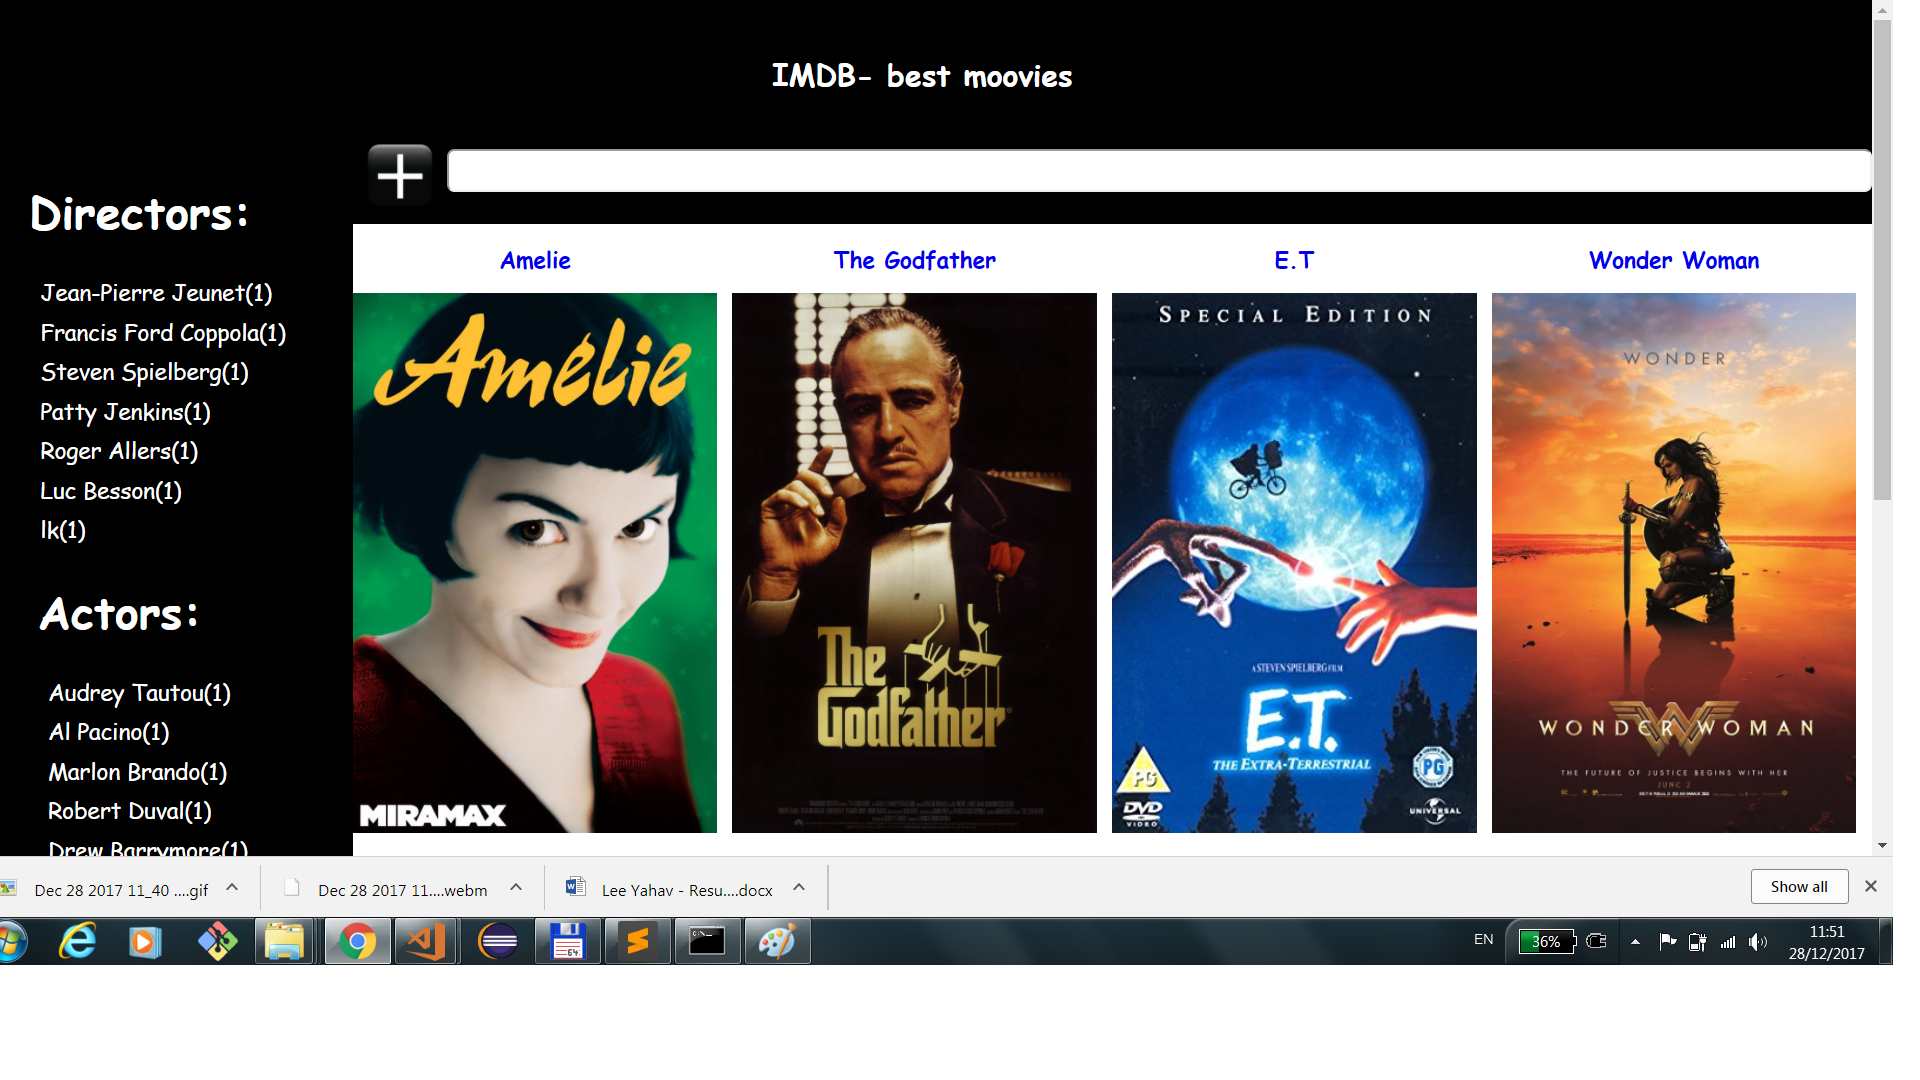 IMDB- best moovies
Directors:
Jean-Pierre Jeunet(1)
Francis Ford Coppola(1)
Steven Spielberg(1)
Patty Jenkins(1)
Roger Allers(1)
Luc Besson(1)
lk(1)
Actors:
Audrey Tautou(1)
Al Pacino(1)
Marlon Brando(1)
Robert Duval(1)
Drew Barrymore(1)
Amelie
The Godfather
E.T
Wonder Woman
Amélie
MIRAMAX
The
Godfather
SPECIAL EDITION
A STEVEN SPIELBERG FILM
E.T.
THE EXTRA-TERRESTRIAL
PG
DVD
VIDEO
PG
UNIVERSAL
WONDER
WONDER WOMAN
THE FUTURE OF JUSTICE BEGINS WITH HER
JUNE 2
Dec 28 2017 11_40 ....gif
Dec 28 2017 11....webm
Lee Yahav - Resu....docx
Show all
EN
36%
11:51
28/12/2017